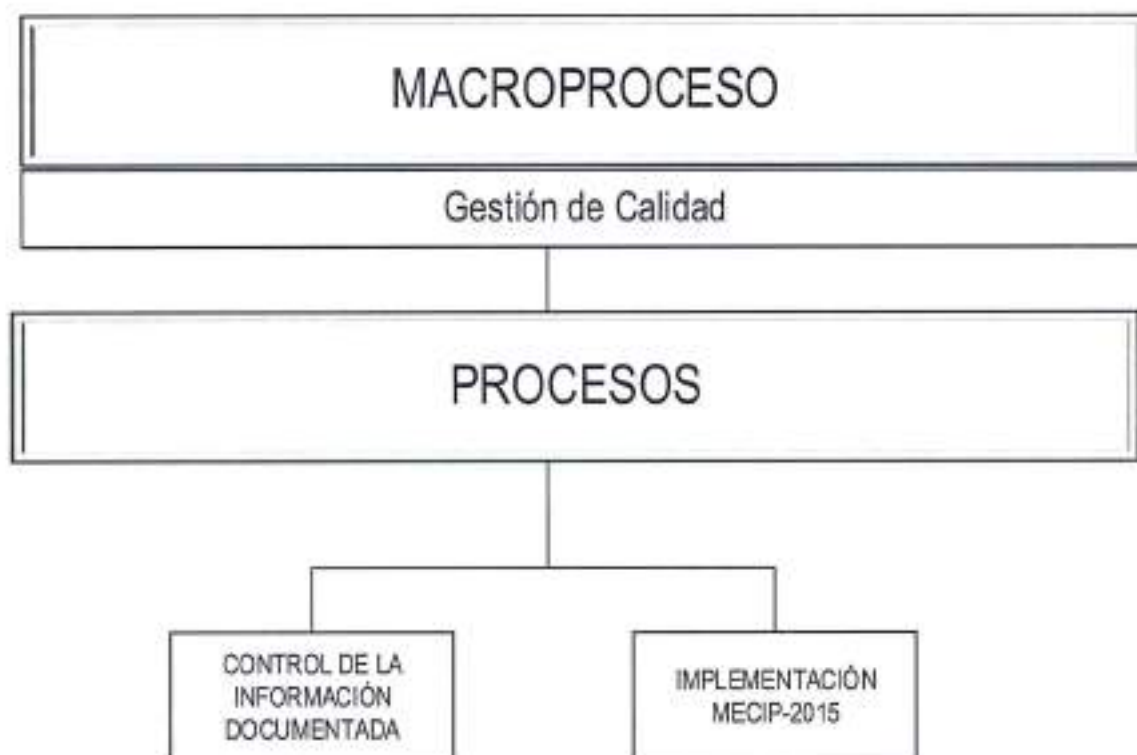 MACROPROCESO
Gestión de Calidad
PROCESOS
CONTROL DE LA
INFORMACIÓN
DOCUMENTADA
IMPLEMENTACIÓN
MECIP-2015